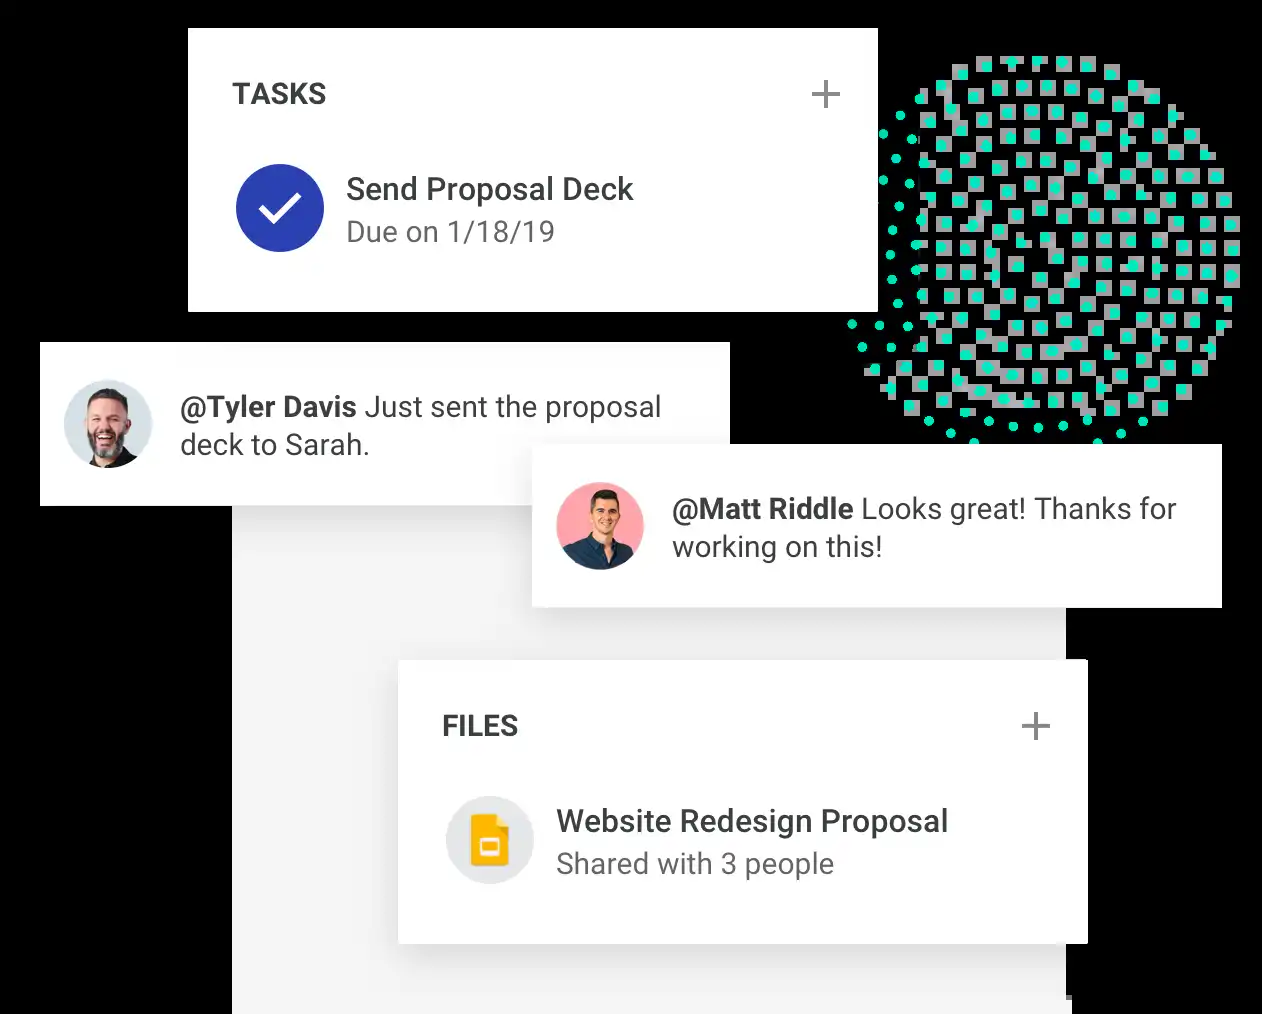 TASKS
Send Proposal Deck
Due on 1/18/19
@Tyler Davis Just sent the proposal
deck to Sarah.
@Matt Riddle Looks great! Thanks for
working on this!
FILES
Website Redesign Proposal
Shared with 3 people